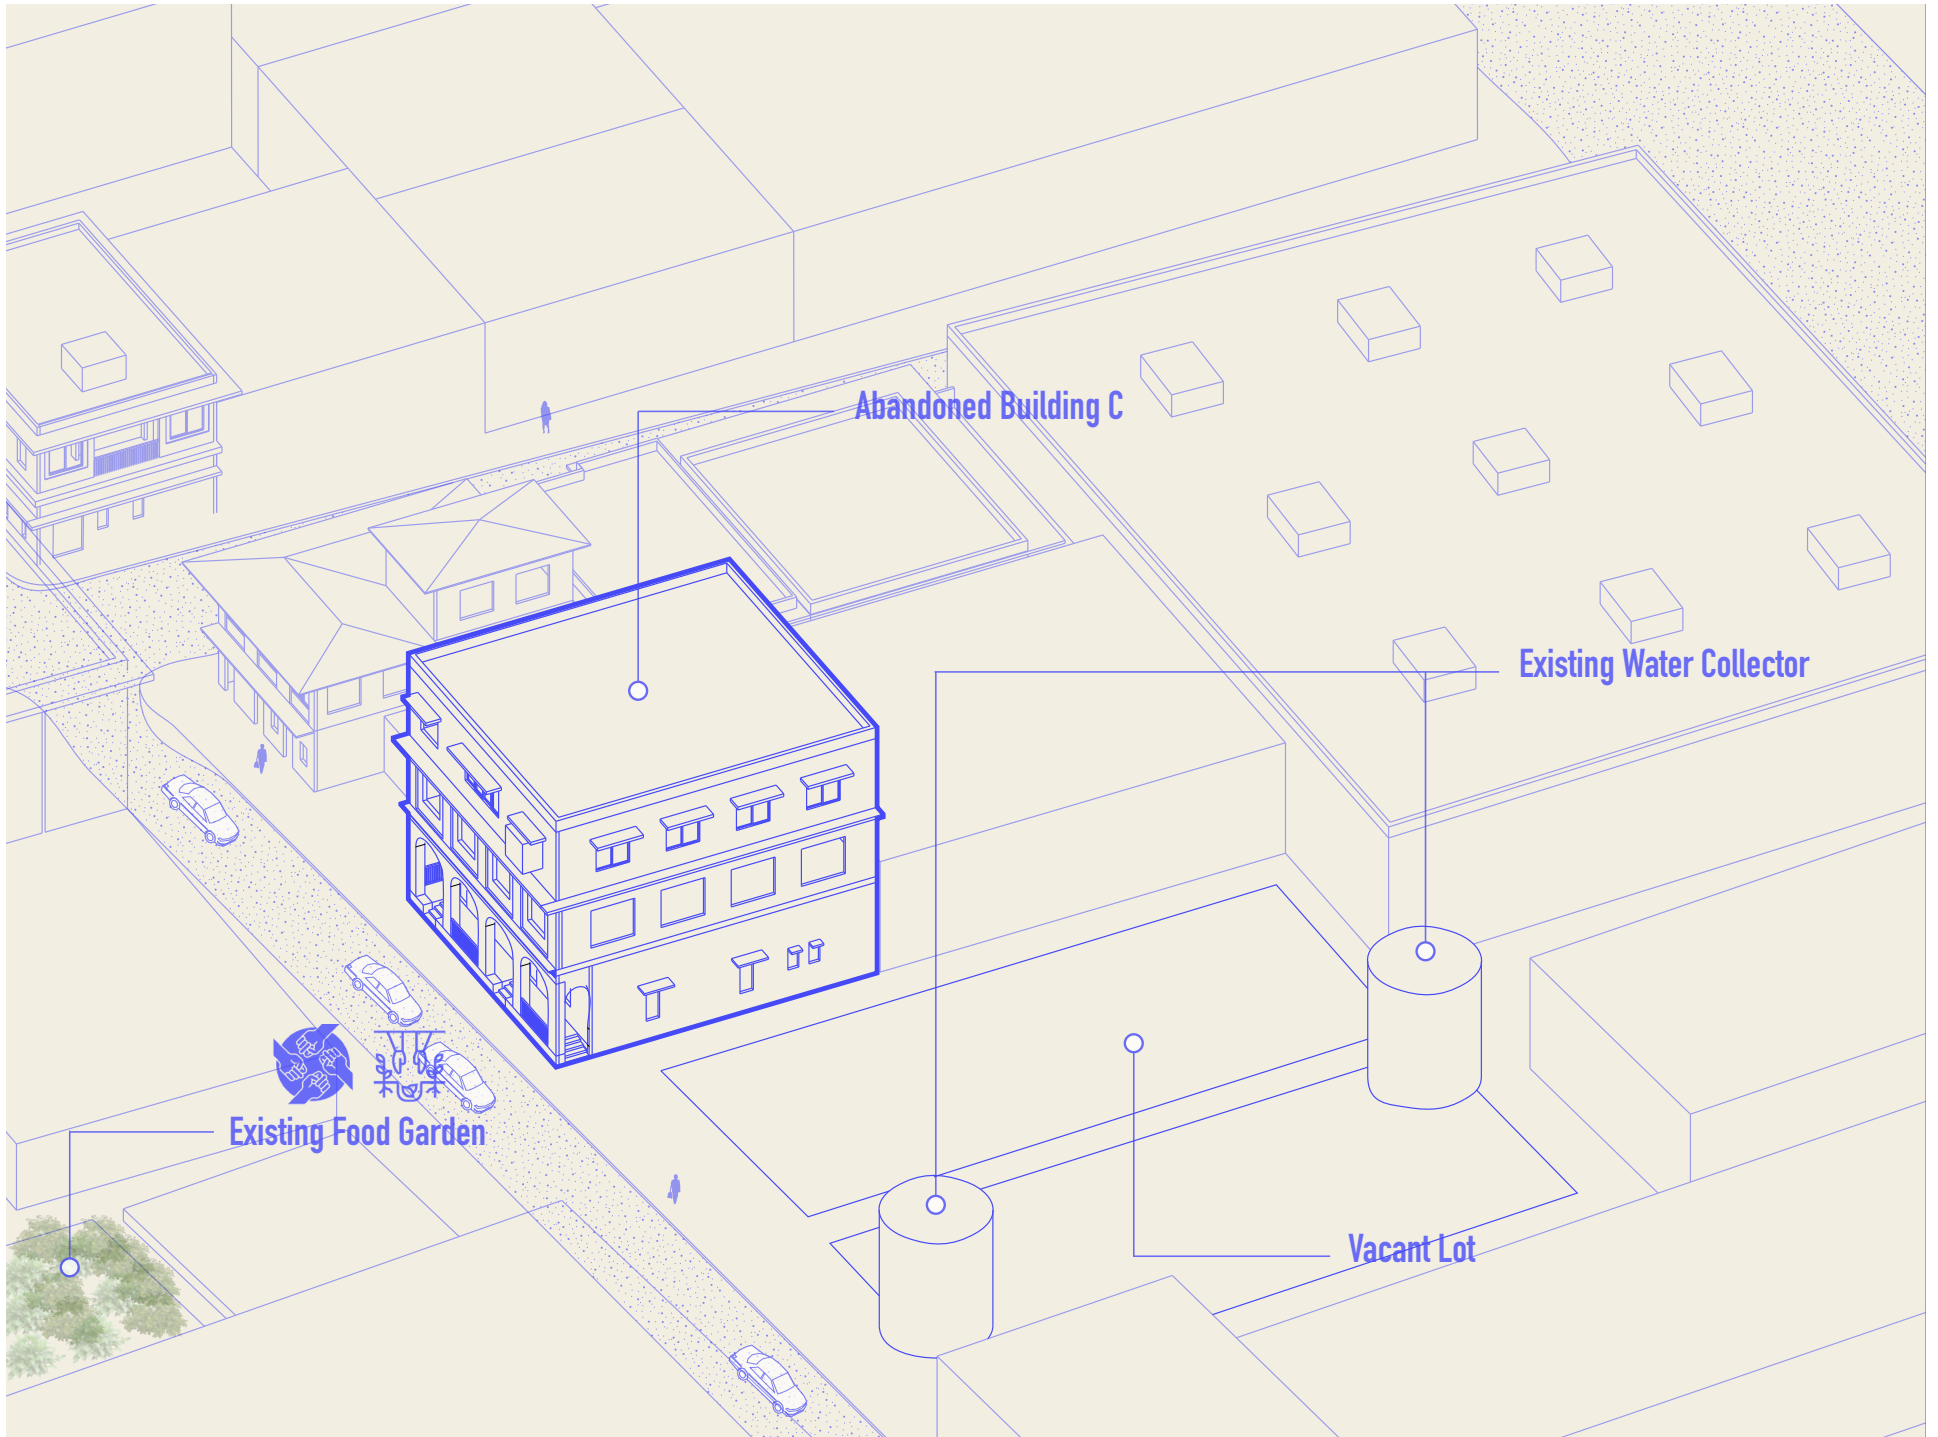 Abandoned Building C
Existing Water Collector
Existing Food Garden
Vacant Lot